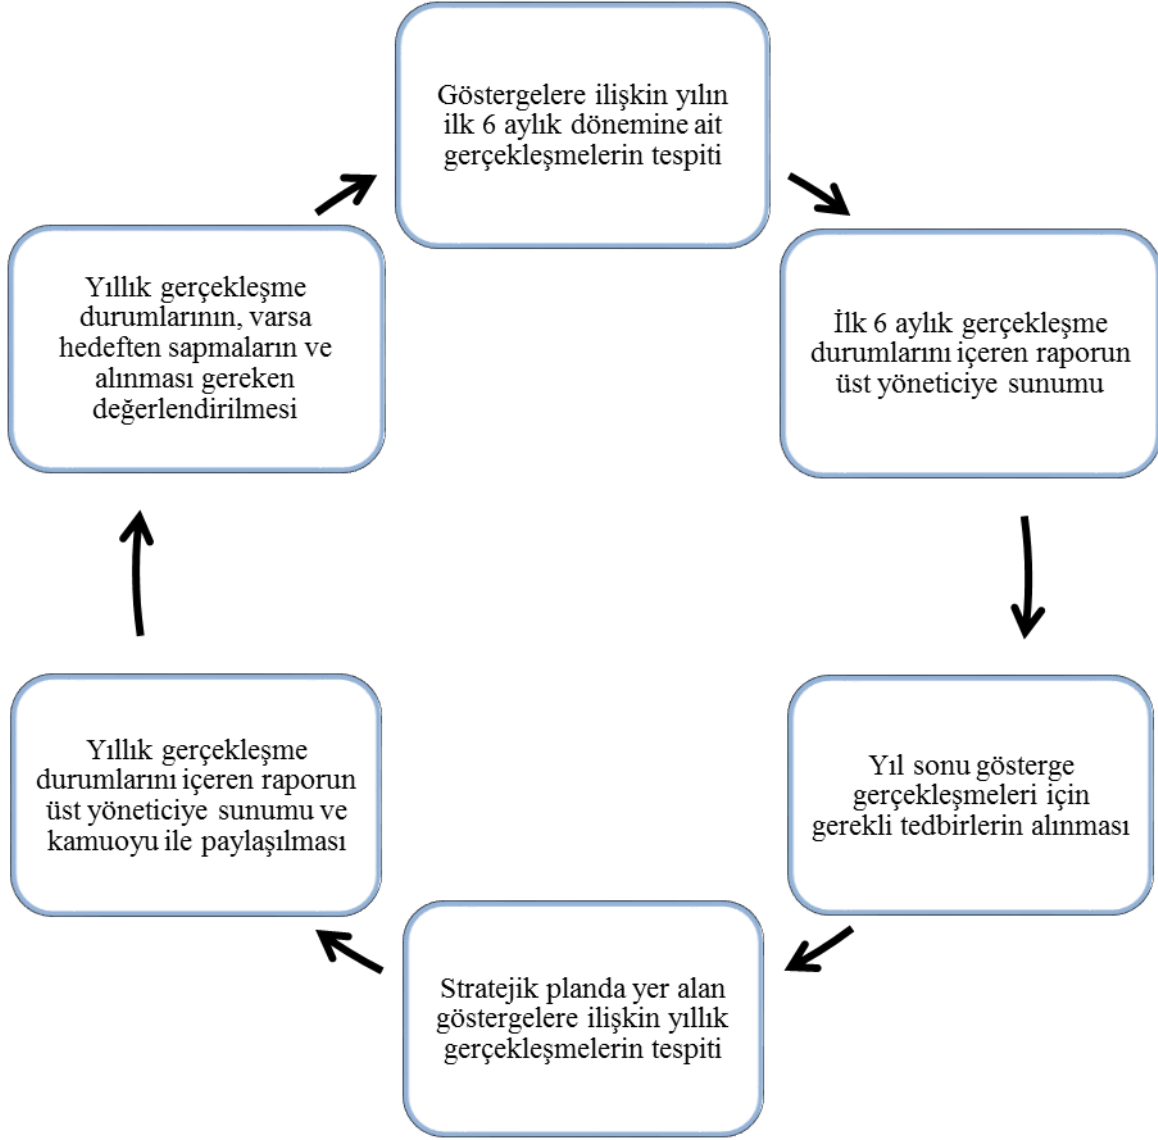 Göstergelere ilişkin yılın
ilk 6 aylık dönemine ait
gerçekleşmelerin tespiti
İlk 6 aylık gerçekleşme
durumlarını içeren raporun
üst yöneticiye sunumu
Yıl sonu gösterge
gerçekleşmeleri için
gerekli tedbirlerin alınması
Stratejik planda yer alan
göstergelere ilişkin yıllık
gerçekleşmelerin tespiti
Yıllık gerçekleşme
durumlarını içeren raporun
üst yöneticiye sunumu ve
kamuoyu ile paylaşılması
Yıllık gerçekleşme
durumlarının, varsa
hedeften sapmaların ve
alınması gereken
değerlendirilmesi